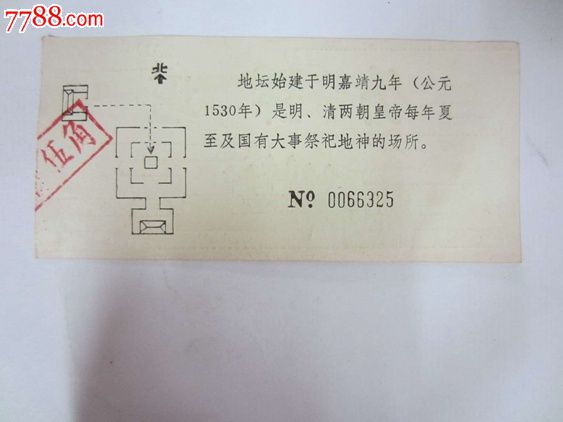 7788.com
北
地坛始建于明嘉靖九年（公元
1530年）是明、清两朝皇帝每年夏
至及国有大事祭祀地神的场所。
伍角
Nº 0066325